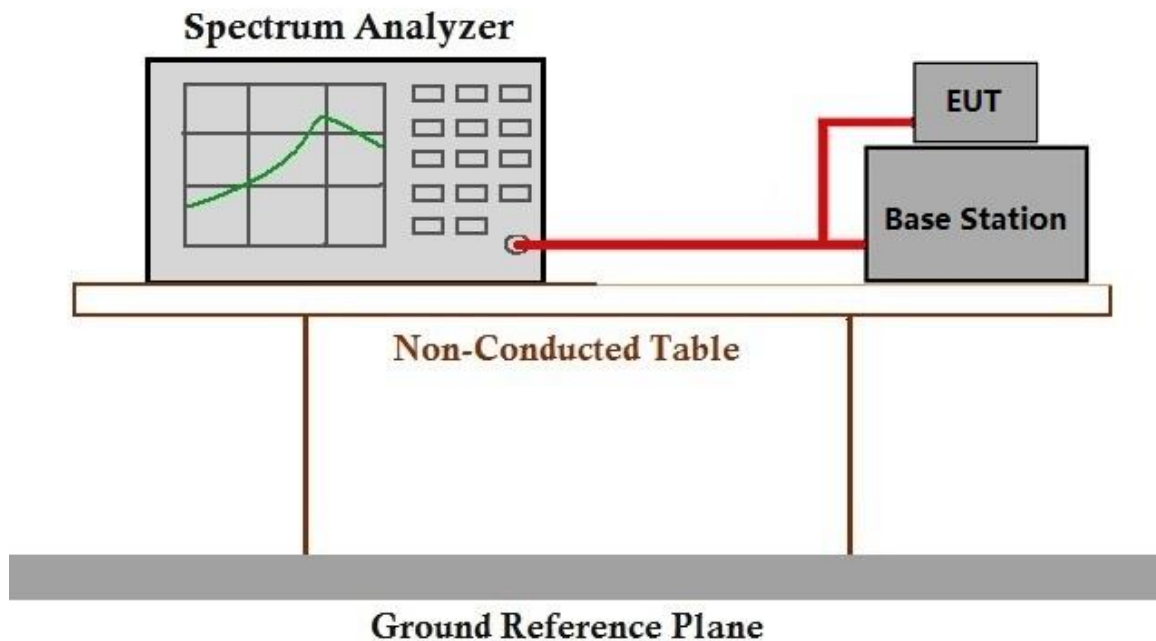 Spectrum Analyzer
EUT
Base Station
Non-Conducted Table
Ground Reference Plane